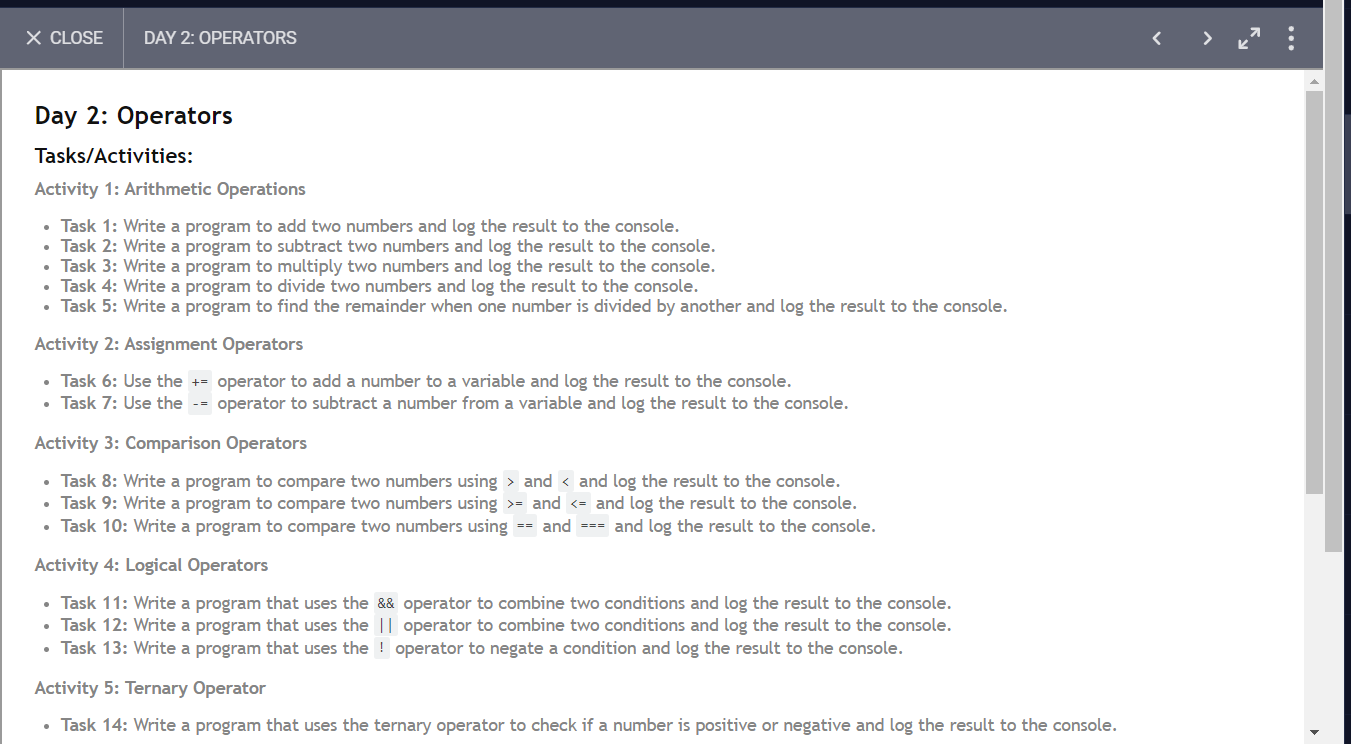 CLOSE
DAY 2: OPERATORS
Day 2: Operators
Tasks/Activities:
Activity 1: Arithmetic Operations
• Task 1: Write a program to add two numbers and log the result to the console.
• Task 2: Write a program to subtract two numbers and log the result to the console.
• Task 3: Write a program to multiply two numbers and log the result to the console.
• Task 4: Write a program to divide two numbers and log the result to the console.
• Task 5: Write a program to find the remainder when one number is divided by another and log the result to the console.
Activity 2: Assignment Operators
• Task 6: Use the += operator to add a number to a variable and log the result to the console.
• Task 7: Use the -= operator to subtract a number from a variable and log the result to the console.
Activity 3: Comparison Operators
• Task 8: Write a program to compare two numbers using > and < and log the result to the console.
• Task 9: Write a program to compare two numbers using >= and <= and log the result to the console.
• Task 10: Write a program to compare two numbers using == and === and log the result to the console.
Activity 4: Logical Operators
• Task 11: Write a program that uses the && operator to combine two conditions and log the result to the console.
• Task 12: Write a program that uses the || operator to combine two conditions and log the result to the console.
• Task 13: Write a program that uses the ! operator to negate a condition and log the result to the console.
Activity 5: Ternary Operator
• Task 14: Write a program that uses the ternary operator to check if a number is positive or negative and log the result to the console.